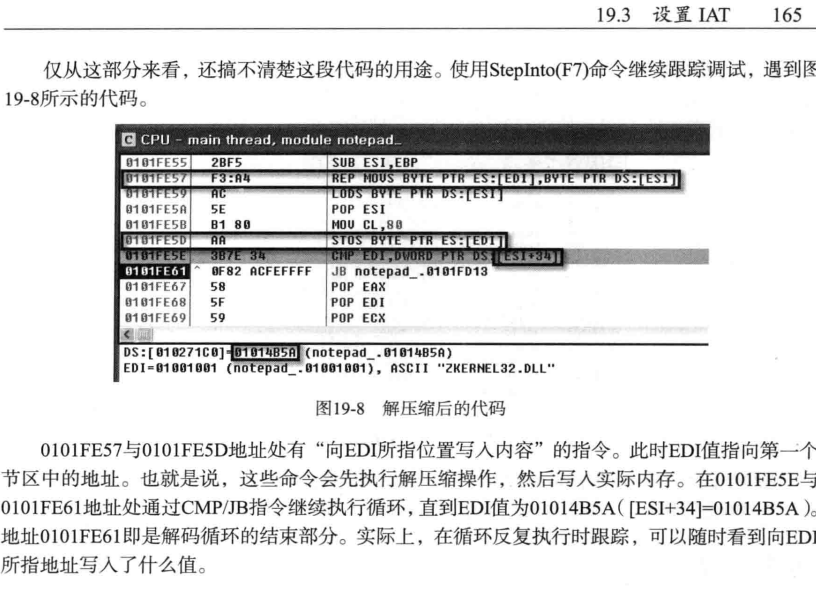 19.3 设置 IAT 165
仅从这部分来看，还搞不清楚这段代码的用途。使用StepInto(F7)命令继续跟踪调试，遇到图
19-8所示的代码。
C CPU - main thread, module notepad_
0101FE55 2BF5 SUB ESI,EBP
0101FE57 F3:A4 REP MOVS BYTE PTR ES:[EDI],BYTE PTR DS:[ESI]
0101FE59 AC LODS BYTE PTR DS:[ESI]
0101FE5A 5E POP ESI
0101FE5B B1 80 MOV CL,80
0101FE5D AA STOS BYTE PTR ES:[EDI]
0101FE5E 3B7E 34 CMP EDI,DWORD PTR DS:[ESI+34]
0101FE61 ^ 0F82 ACFEFFFF JB notepad_.0101FD13
0101FE67 58 POP EAX
0101FE68 5F POP EDI
0101FE69 59 POP ECX
DS:[010271C0]=01014B5A (notepad_.01014B5A)
EDI=01001001 (notepad_.01001001), ASCII "ZKERNEL32.DLL"
图19-8 解压缩后的代码
0101FE57与0101FE5D地址处有“向EDI所指位置写入内容”的指令。此时EDI值指向第一个
节区中的地址。也就是说，这些命令会先执行解压缩操作，然后写入实际内存。在0101FE5E与
0101FE61地址处通过CMP/JB指令继续执行循环，直到EDI值为01014B5A（[ESI+34]=01014B5A）。
地址0101FE61即是解码循环的结束部分。实际上，在循环反复执行时跟踪，可以随时看到向EDI
所指地址写入了什么值。